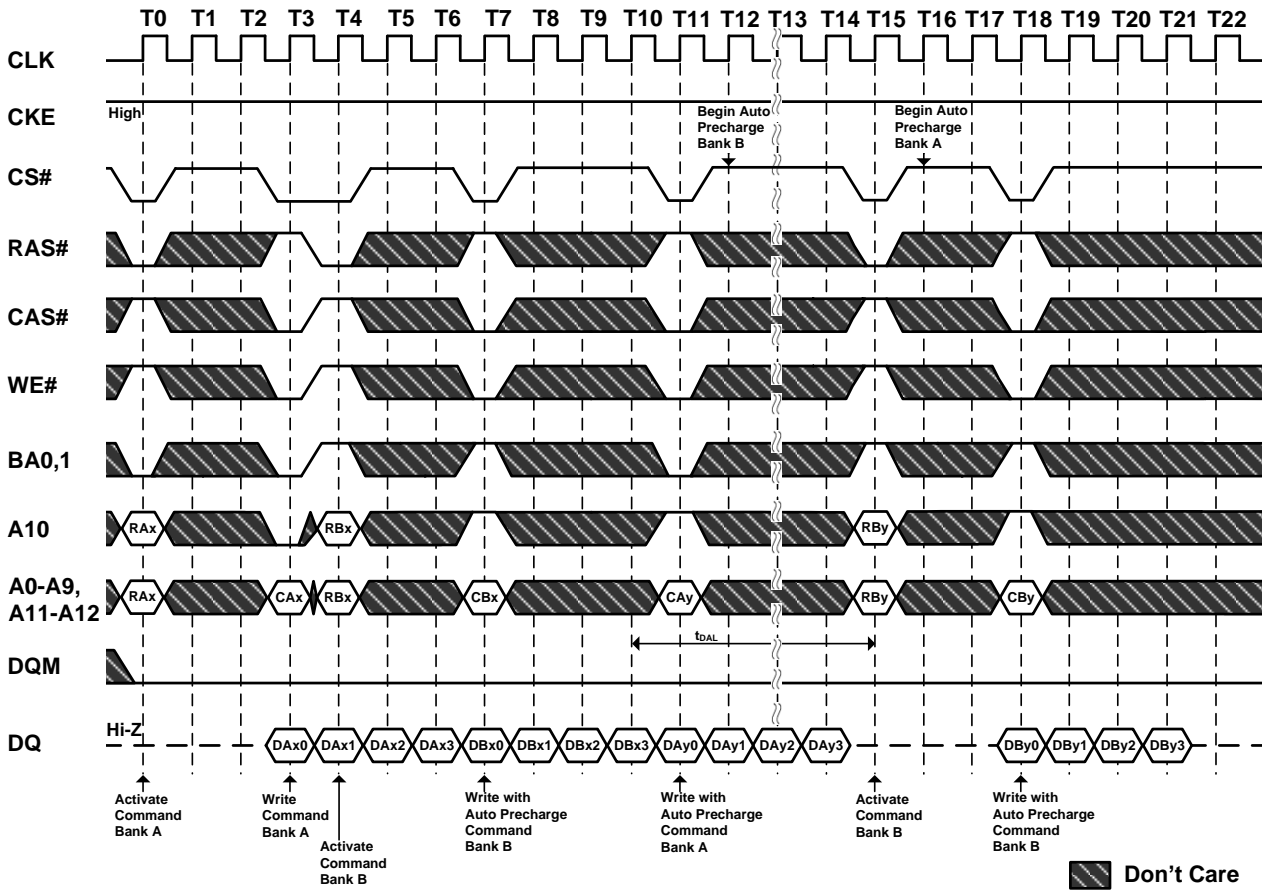 T0 T1 T2 T3 T4 T5 T6 T7 T8 T9 T10 T11 T12 T13 T14 T15 T16 T17 T18 T19 T20 T21 T22
CLK
CKE
High
Begin Auto
Precharge
Bank B
Begin Auto
Precharge
Bank A
CS#
RAS#
CAS#
WE#
BA0,1
A10
RAx RBx RBy
A0-A9,
A11-A12
RAx CAx RBx CBx CAy RBy CBy
tDAL
DQM
DQ
Hi-Z
DAx0 DAx1 DAx2 DAx3 DBx0 DBx1 DBx2 DBx3 DAy0 DAy1 DAy2 DAy3 DBy0 DBy1 DBy2 DBy3
Activate
Command
Bank A
Write
Command
Bank A
Activate
Command
Bank B
Write with
Auto Precharge
Command
Bank B
Write with
Auto Precharge
Command
Bank A
Activate
Command
Bank B
Write with
Auto Precharge
Command
Bank B
Don't Care